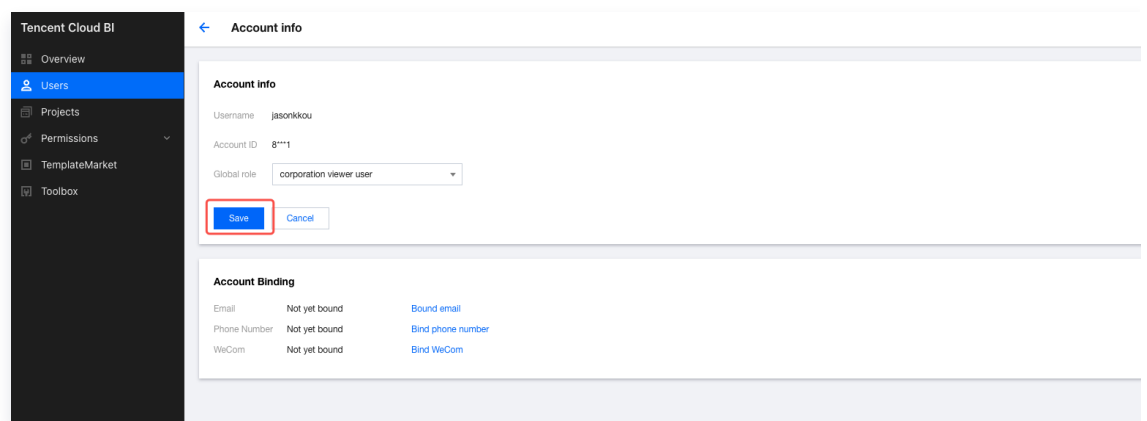 Tencent Cloud BI
Overview
Users
Projects
Permissions
TemplateMarket
Toolbox
Account info
Account info
Username jasonkkou
Account ID 8***1
Global role corporation viewer user
Save Cancel
Account Binding
Email Not yet bound Bound email
Phone Number Not yet bound Bind phone number
WeCom Not yet bound Bind WeCom